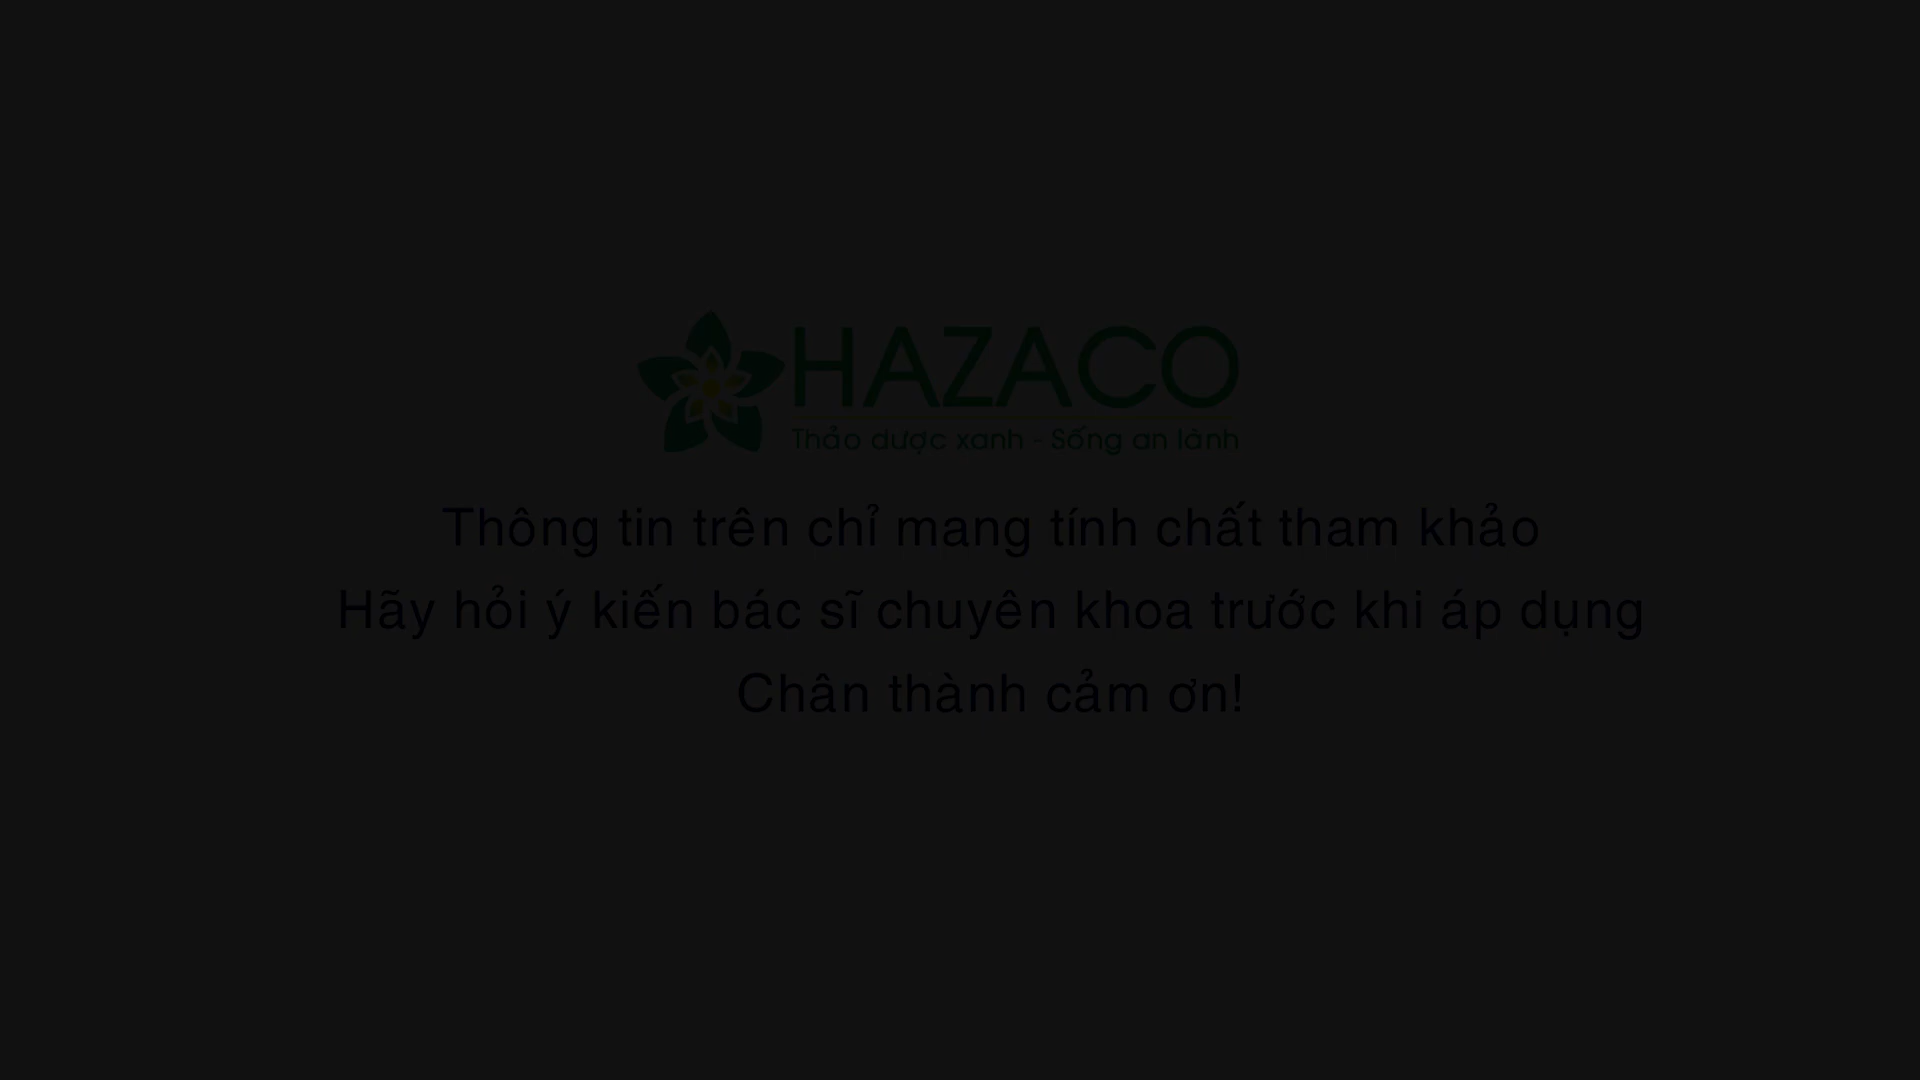 HAZACO
Thảo dược xanh - Sống an lành
Thông tin trên chỉ mang tính chất tham khảo
Hãy hỏi ý kiến bác sĩ chuyên khoa trước khi áp dụng
Chân thành cảm ơn!